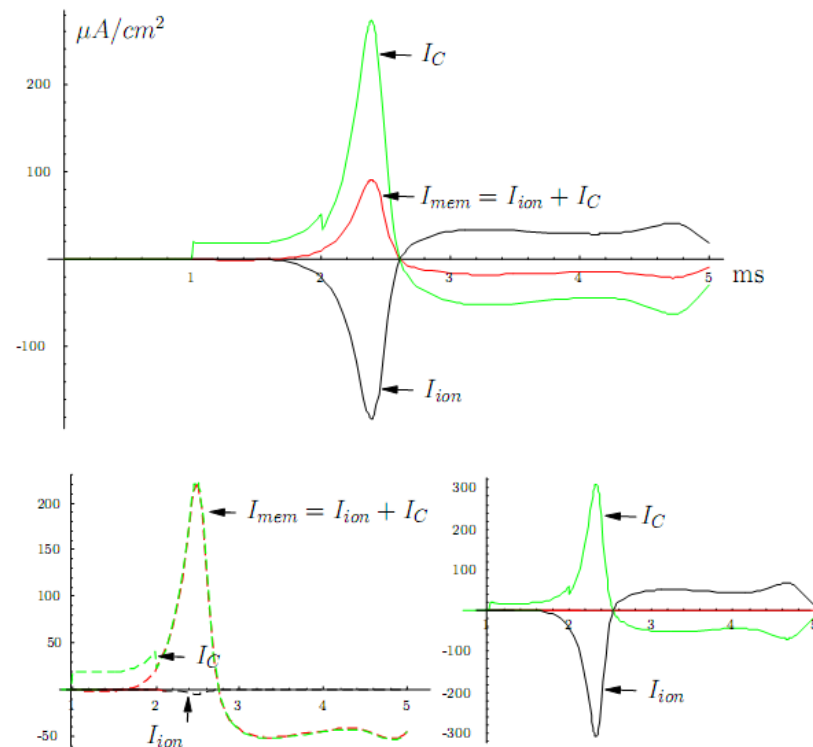 μA/cm²
200
I_C
100
I_mem = I_ion + I_C
1 2 3 4 5 ms
-100
I_ion
200
I_mem = I_ion + I_C
150
100
50
I_C
2 3 4 5
I_ion
-50
300
I_C
200
100
1 2 3 4 5
-100
-200
I_ion
-300